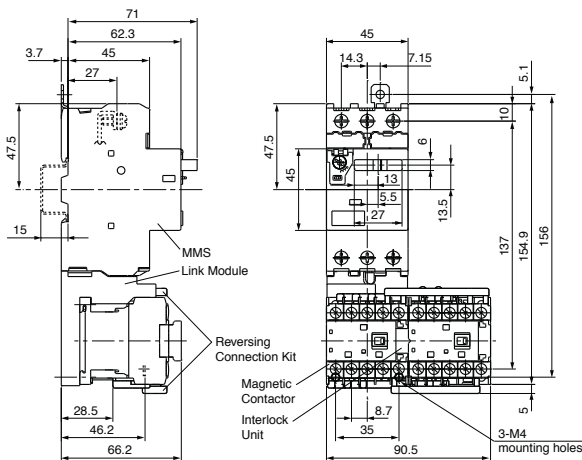 71
62.3
3.7
45
27
47.5
15
MMS
Link Module
Reversing
Connection Kit
28.5
46.2
66.2
45
14.3
7.15
5.1
10
47.5
45
6
13
5.5
27
13.5
137
154.9
156
Magnetic
Contactor
Interlock
Unit
8.7
35
90.5
5
3-M4
mounting holes